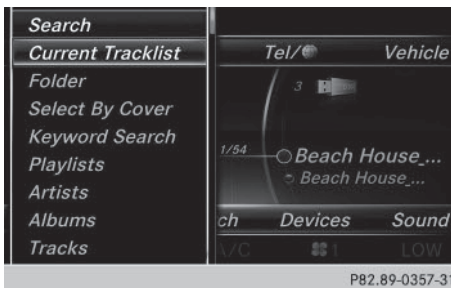 Search
Current Tracklist
Folder
Select By Cover
Keyword Search
Playlists
Artists
Albums
Tracks
Tel/
Vehicle
3
1/54
Beach House_...
Beach House_...
ch
Devices
Sound
A/C
1
LOW
P82.89-0357-31